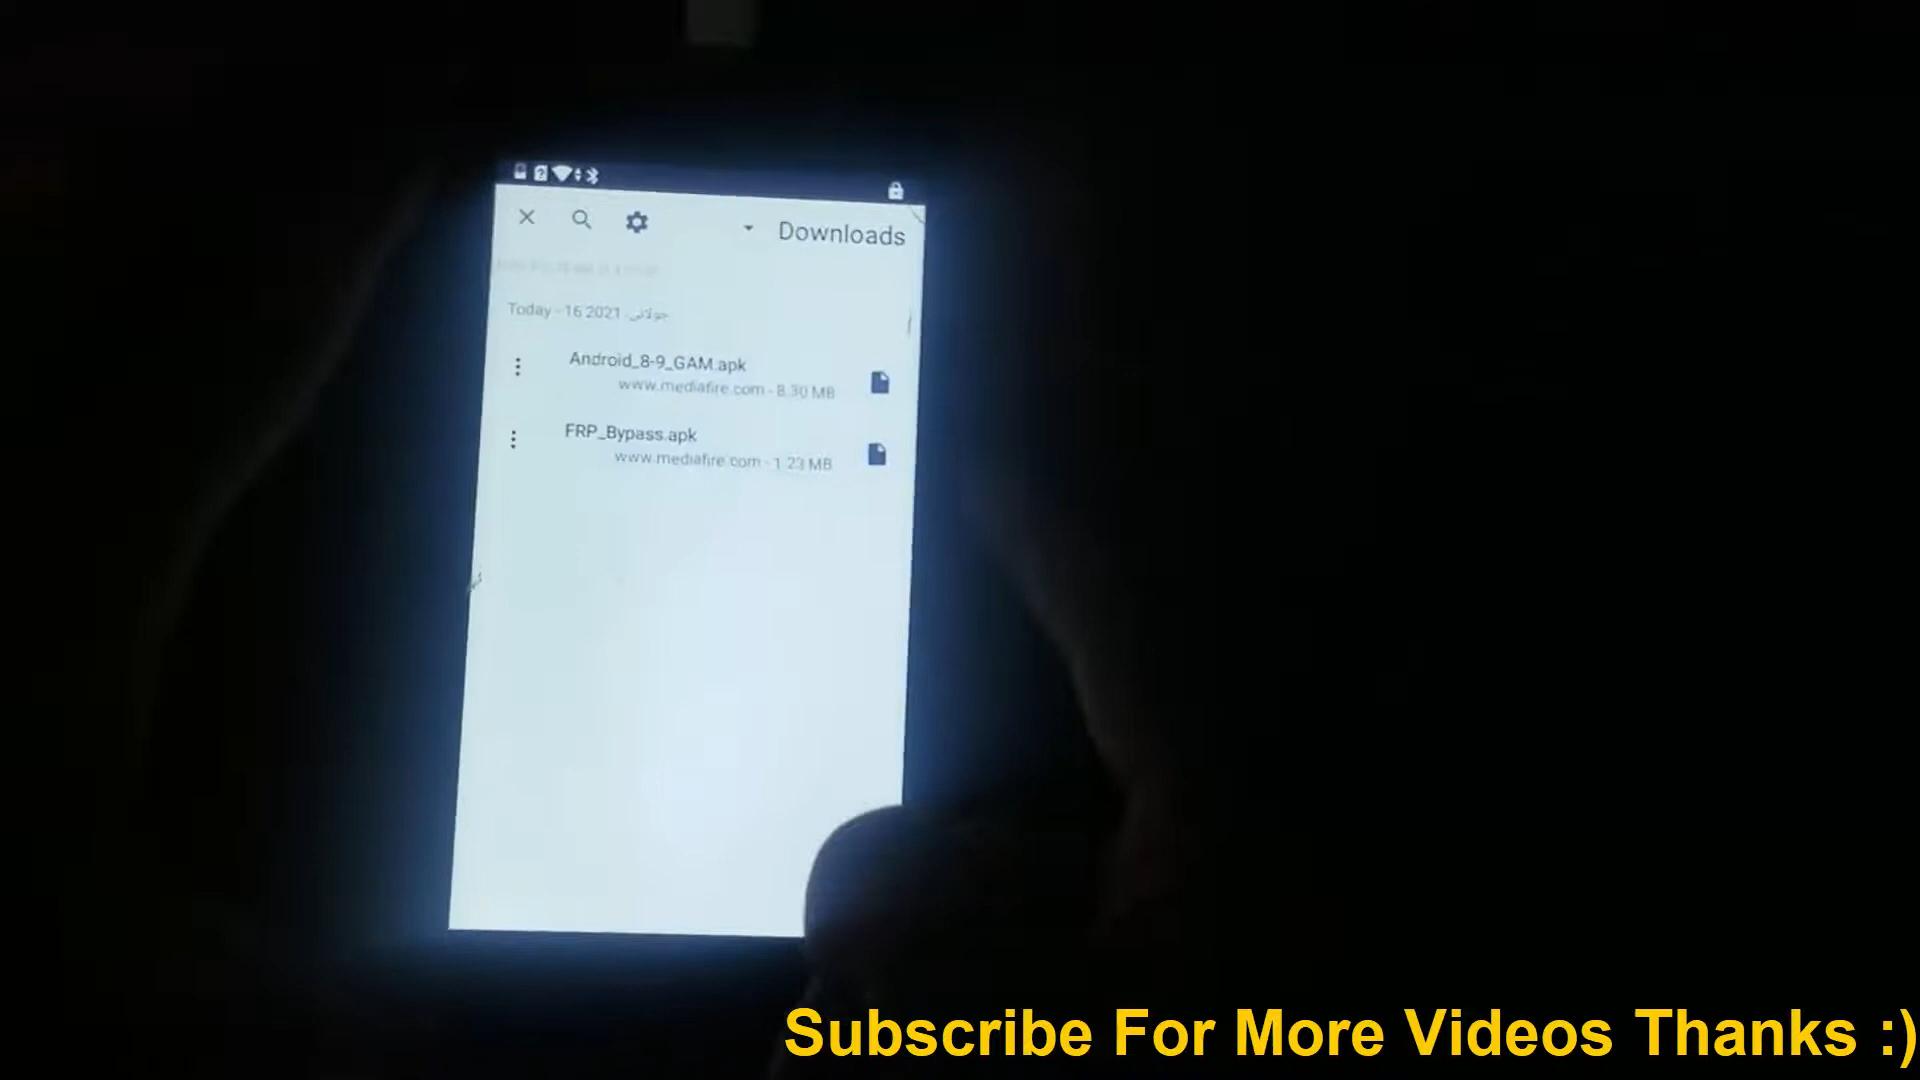 Downloads
Today - 16 2021 جولائی
Android_8-9_GAM.apk
www.mediafire.com - 8.30 MB
FRP_Bypass.apk
www.mediafire.com - 1.23 MB
Subscribe For More Videos Thanks :)